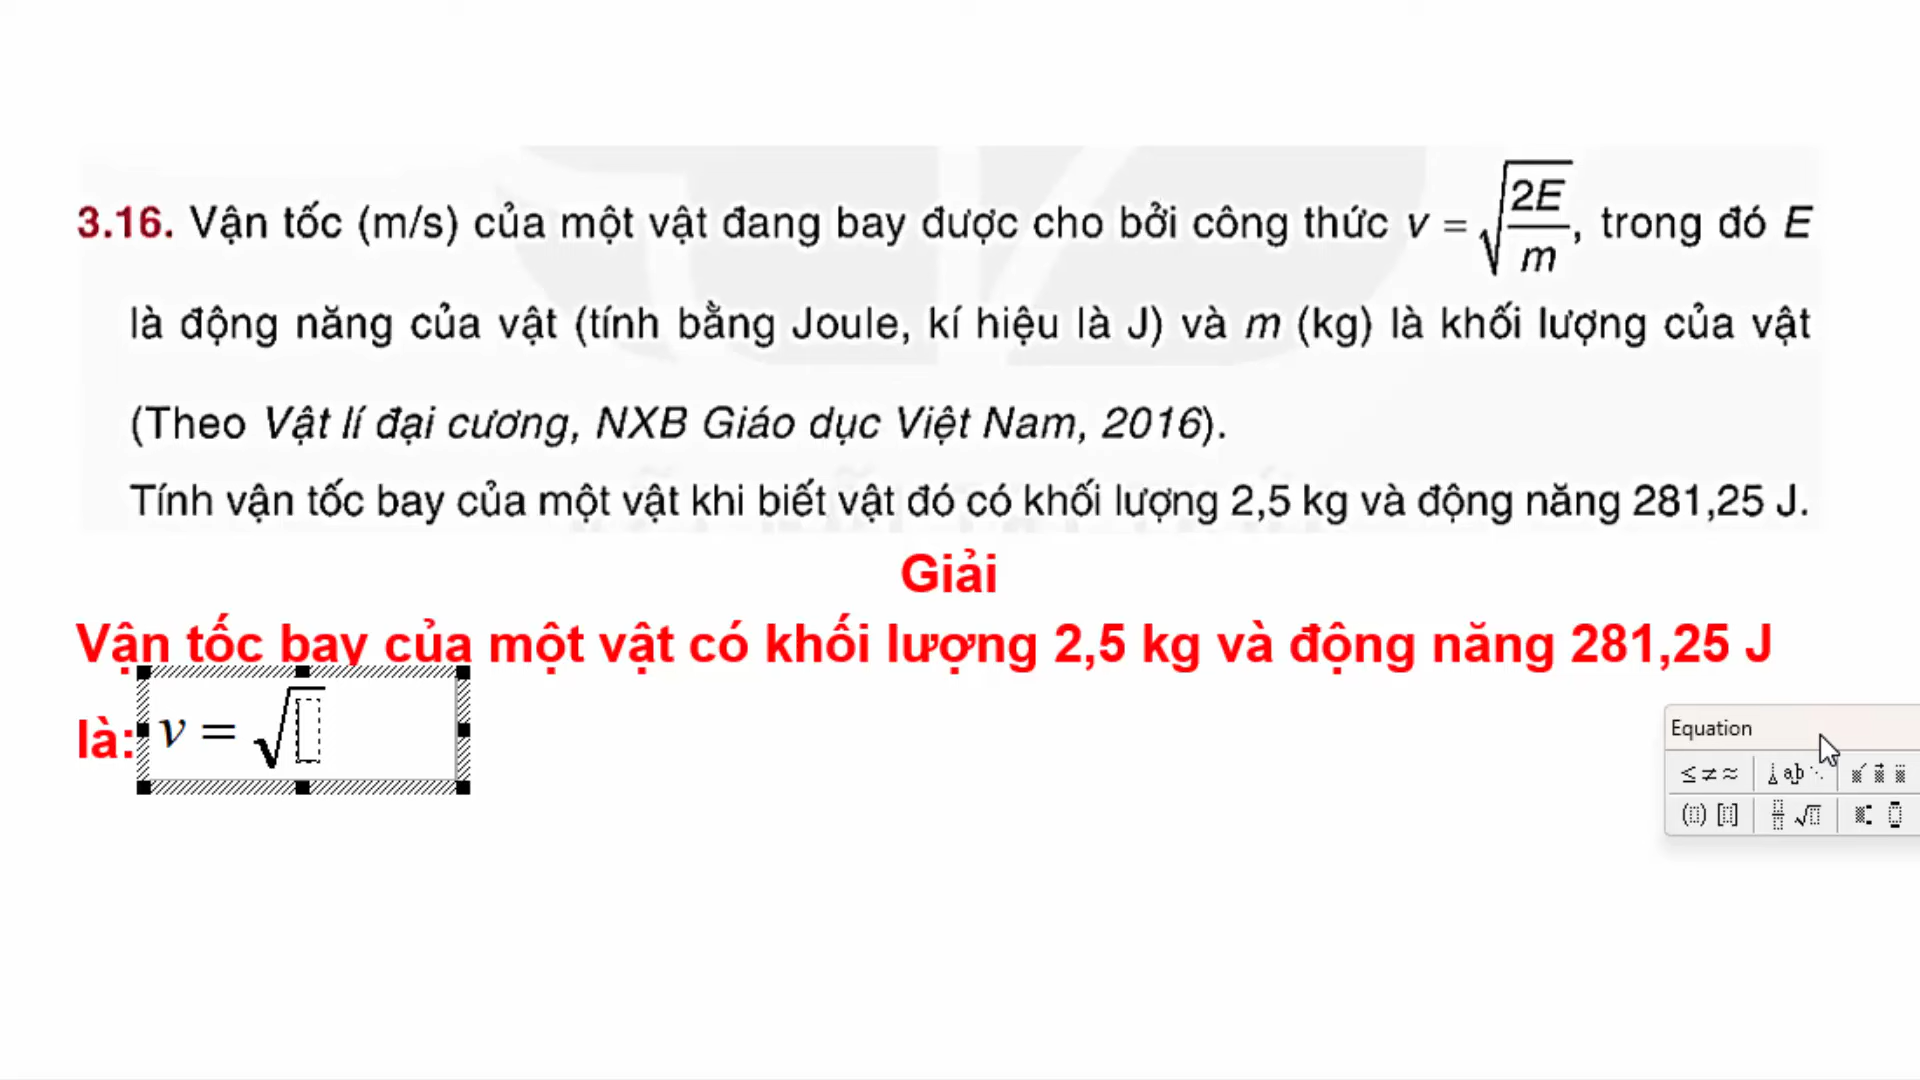 3.16. Vận tốc (m/s) của một vật đang bay được cho bởi công thức v = √(2E/m), trong đó E
là động năng của vật (tính bằng Joule, kí hiệu là J) và m (kg) là khối lượng của vật
(Theo Vật lí đại cương, NXB Giáo dục Việt Nam, 2016).
Tính vận tốc bay của một vật khi biết vật đó có khối lượng 2,5 kg và động năng 281,25 J.
Giải
Vận tốc bay của một vật có khối lượng 2,5 kg và động năng 281,25 J
là: v = √
Equation
≤ ≠ ≈ ab